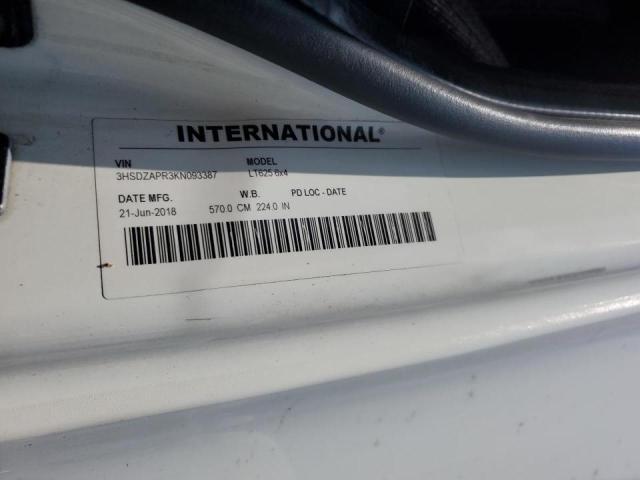 INTERNATIONAL®
VIN MODEL
3HSDZAPR3KN093387 LT625 6x4
DATE MFG. W.B. PD LOC - DATE
21-Jun-2018 570.0 CM 224.0 IN